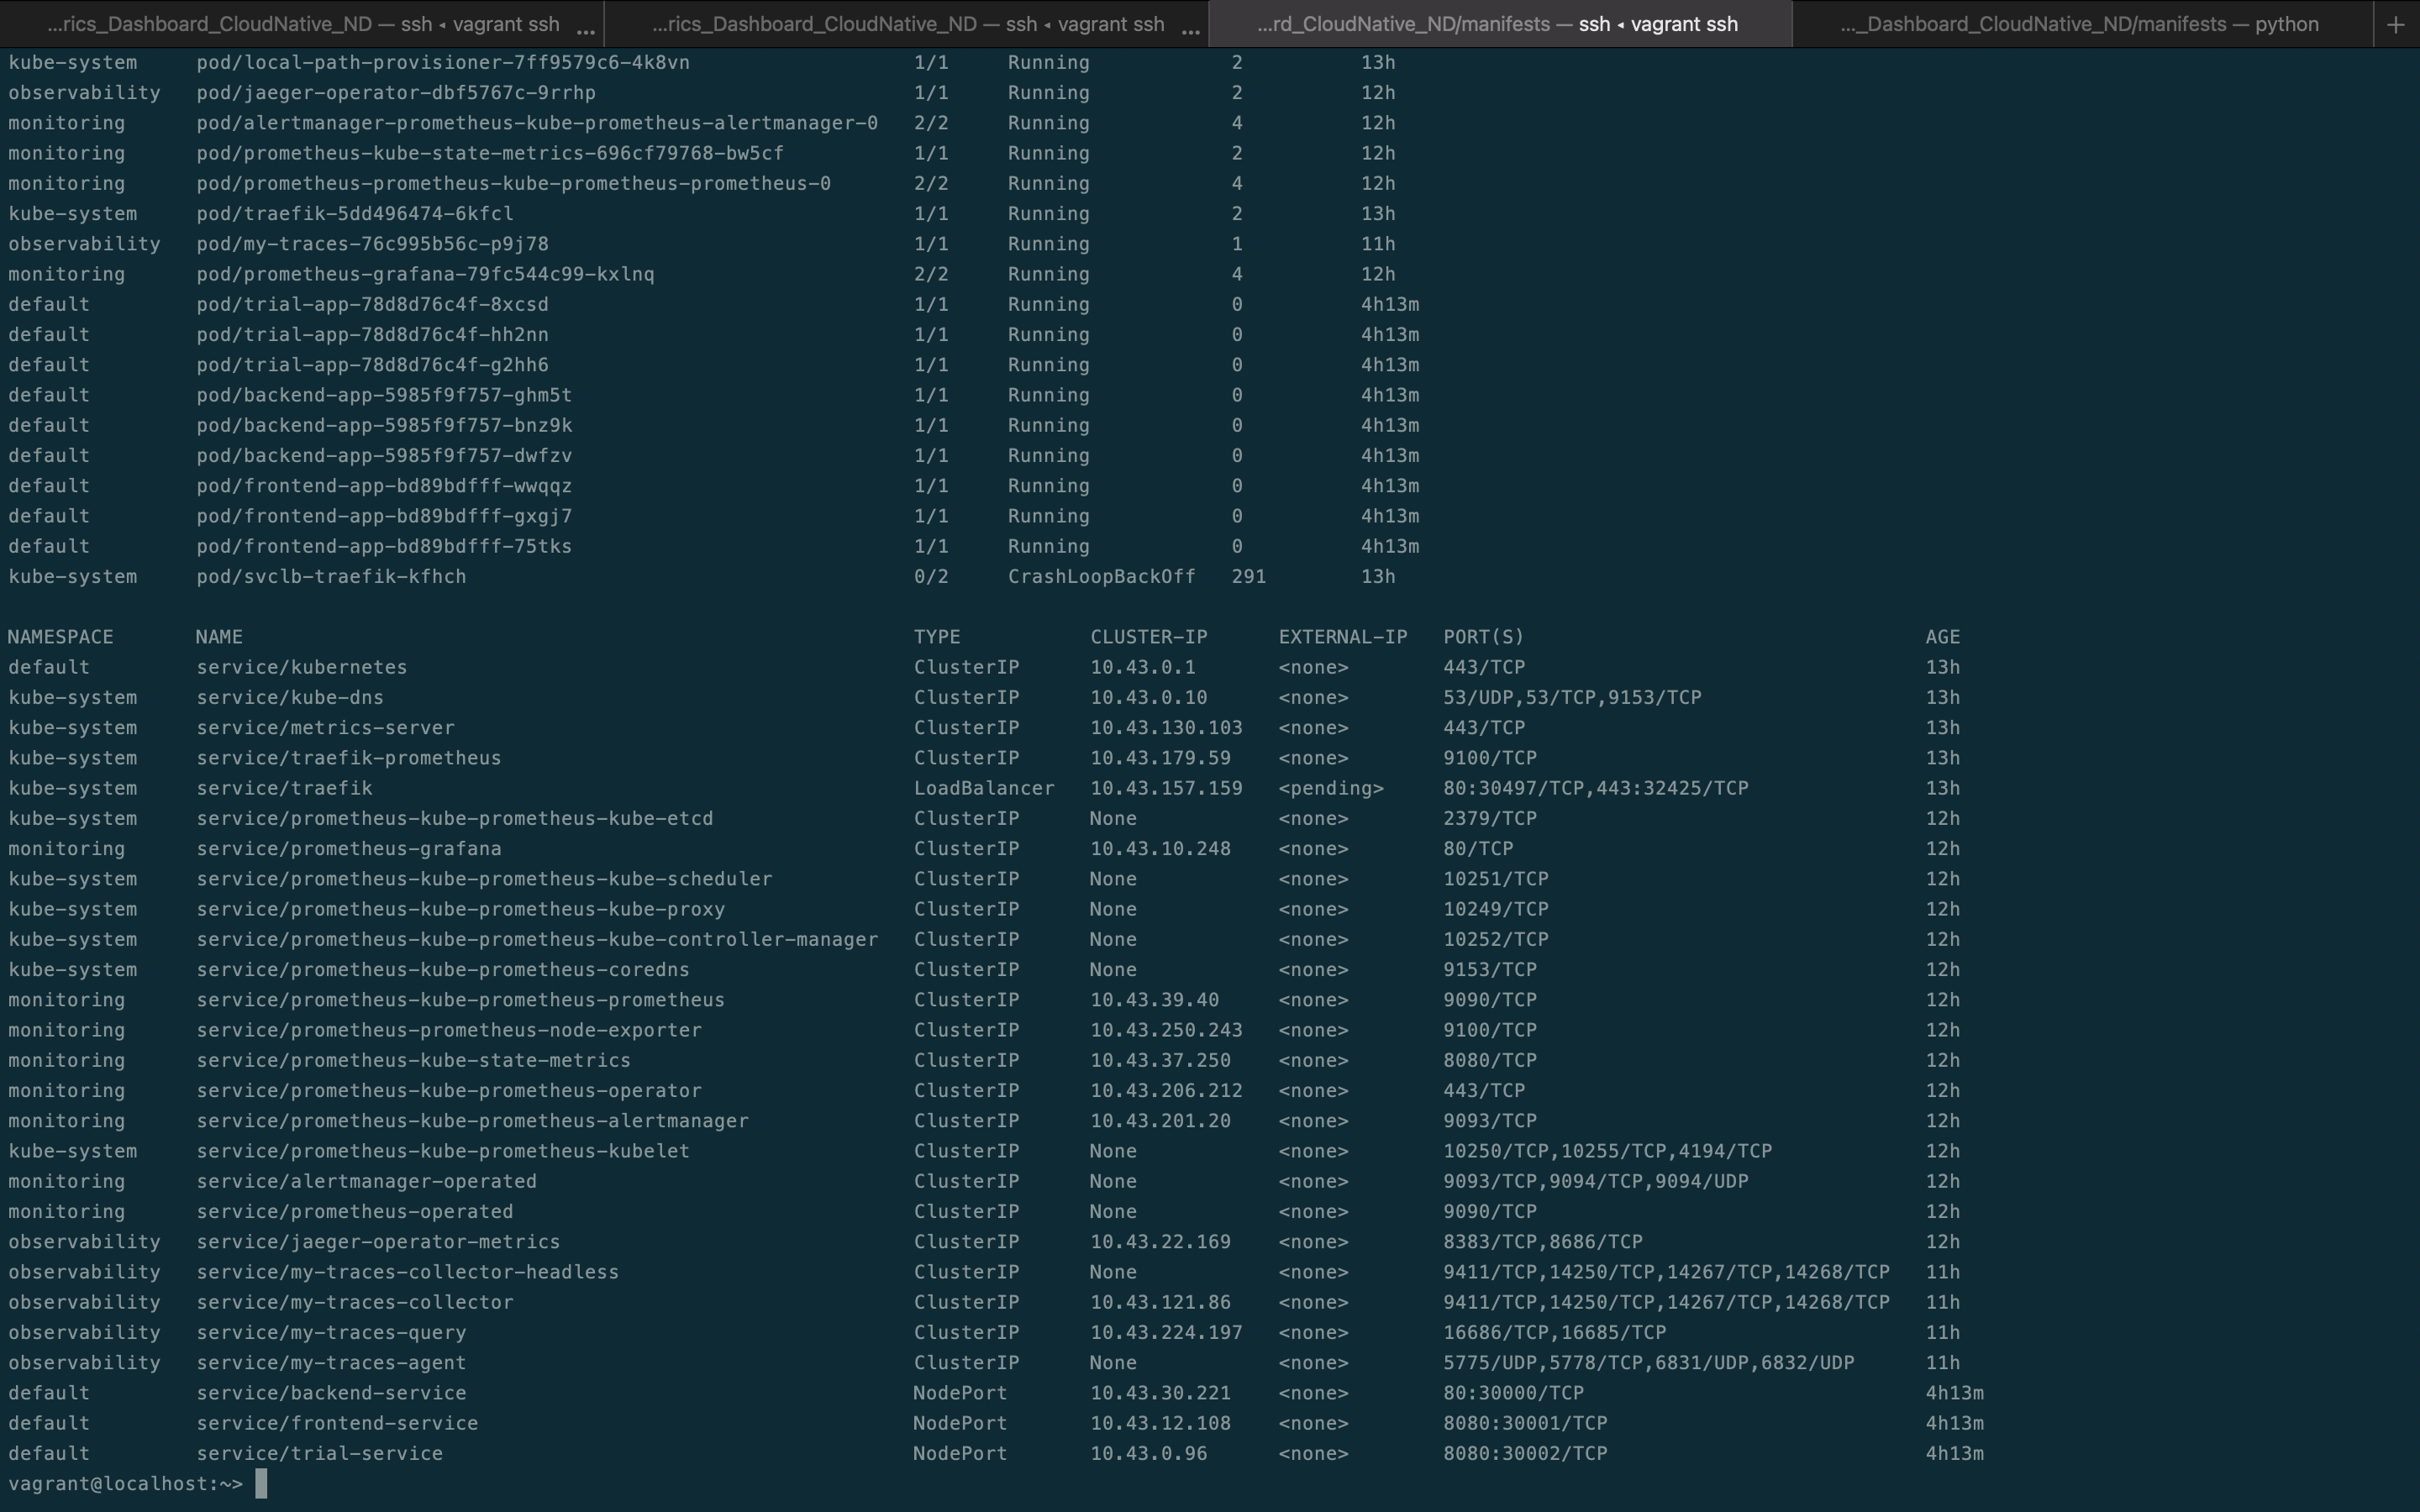 ...rics_Dashboard_CloudNative_ND — ssh ◂ vagrant ssh ... ...rics_Dashboard_CloudNative_ND — ssh ◂ vagrant ssh ... ...rd_CloudNative_ND/manifests — ssh ◂ vagrant ssh ..._Dashboard_CloudNative_ND/manifests — python +
kube-system pod/local-path-provisioner-7ff9579c6-4k8vn 1/1 Running 2 13h
observability pod/jaeger-operator-dbf5767c-9rrhp 1/1 Running 2 12h
monitoring pod/alertmanager-prometheus-kube-prometheus-alertmanager-0 2/2 Running 4 12h
monitoring pod/prometheus-kube-state-metrics-696cf79768-bw5cf 1/1 Running 2 12h
monitoring pod/prometheus-prometheus-kube-prometheus-prometheus-0 2/2 Running 4 12h
kube-system pod/traefik-5dd496474-6kfcl 1/1 Running 2 13h
observability pod/my-traces-76c995b56c-p9j78 1/1 Running 1 11h
monitoring pod/prometheus-grafana-79fc544c99-kxlnq 2/2 Running 4 12h
default pod/trial-app-78d8d76c4f-8xcsd 1/1 Running 0 4h13m
default pod/trial-app-78d8d76c4f-hh2nn 1/1 Running 0 4h13m
default pod/trial-app-78d8d76c4f-g2hh6 1/1 Running 0 4h13m
default pod/backend-app-5985f9f757-ghm5t 1/1 Running 0 4h13m
default pod/backend-app-5985f9f757-bnz9k 1/1 Running 0 4h13m
default pod/backend-app-5985f9f757-dwfzv 1/1 Running 0 4h13m
default pod/frontend-app-bd89bdfff-wwqqz 1/1 Running 0 4h13m
default pod/frontend-app-bd89bdfff-gxgj7 1/1 Running 0 4h13m
default pod/frontend-app-bd89bdfff-75tks 1/1 Running 0 4h13m
kube-system pod/svclb-traefik-kfhch 0/2 CrashLoopBackOff 291 13h
NAMESPACE NAME TYPE CLUSTER-IP EXTERNAL-IP PORT(S) AGE
default service/kubernetes ClusterIP 10.43.0.1 <none> 443/TCP 13h
kube-system service/kube-dns ClusterIP 10.43.0.10 <none> 53/UDP,53/TCP,9153/TCP 13h
kube-system service/metrics-server ClusterIP 10.43.130.103 <none> 443/TCP 13h
kube-system service/traefik-prometheus ClusterIP 10.43.179.59 <none> 9100/TCP 13h
kube-system service/traefik LoadBalancer 10.43.157.159 <pending> 80:30497/TCP,443:32425/TCP 13h
kube-system service/prometheus-kube-prometheus-kube-etcd ClusterIP None <none> 2379/TCP 12h
monitoring service/prometheus-grafana ClusterIP 10.43.10.248 <none> 80/TCP 12h
kube-system service/prometheus-kube-prometheus-kube-scheduler ClusterIP None <none> 10251/TCP 12h
kube-system service/prometheus-kube-prometheus-kube-proxy ClusterIP None <none> 10249/TCP 12h
kube-system service/prometheus-kube-prometheus-kube-controller-manager ClusterIP None <none> 10252/TCP 12h
kube-system service/prometheus-kube-prometheus-coredns ClusterIP None <none> 9153/TCP 12h
monitoring service/prometheus-kube-prometheus-prometheus ClusterIP 10.43.39.40 <none> 9090/TCP 12h
monitoring service/prometheus-prometheus-node-exporter ClusterIP 10.43.250.243 <none> 9100/TCP 12h
monitoring service/prometheus-kube-state-metrics ClusterIP 10.43.37.250 <none> 8080/TCP 12h
monitoring service/prometheus-kube-prometheus-operator ClusterIP 10.43.206.212 <none> 443/TCP 12h
monitoring service/prometheus-kube-prometheus-alertmanager ClusterIP 10.43.201.20 <none> 9093/TCP 12h
kube-system service/prometheus-kube-prometheus-kubelet ClusterIP None <none> 10250/TCP,10255/TCP,4194/TCP 12h
monitoring service/alertmanager-operated ClusterIP None <none> 9093/TCP,9094/TCP,9094/UDP 12h
monitoring service/prometheus-operated ClusterIP None <none> 9090/TCP 12h
observability service/jaeger-operator-metrics ClusterIP 10.43.22.169 <none> 8383/TCP,8686/TCP 12h
observability service/my-traces-collector-headless ClusterIP None <none> 9411/TCP,14250/TCP,14267/TCP,14268/TCP 11h
observability service/my-traces-collector ClusterIP 10.43.121.86 <none> 9411/TCP,14250/TCP,14267/TCP,14268/TCP 11h
observability service/my-traces-query ClusterIP 10.43.224.197 <none> 16686/TCP,16685/TCP 11h
observability service/my-traces-agent ClusterIP None <none> 5775/UDP,5778/TCP,6831/UDP,6832/UDP 11h
default service/backend-service NodePort 10.43.30.221 <none> 80:30000/TCP 4h13m
default service/frontend-service NodePort 10.43.12.108 <none> 8080:30001/TCP 4h13m
default service/trial-service NodePort 10.43.0.96 <none> 8080:30002/TCP 4h13m
vagrant@localhost:~>